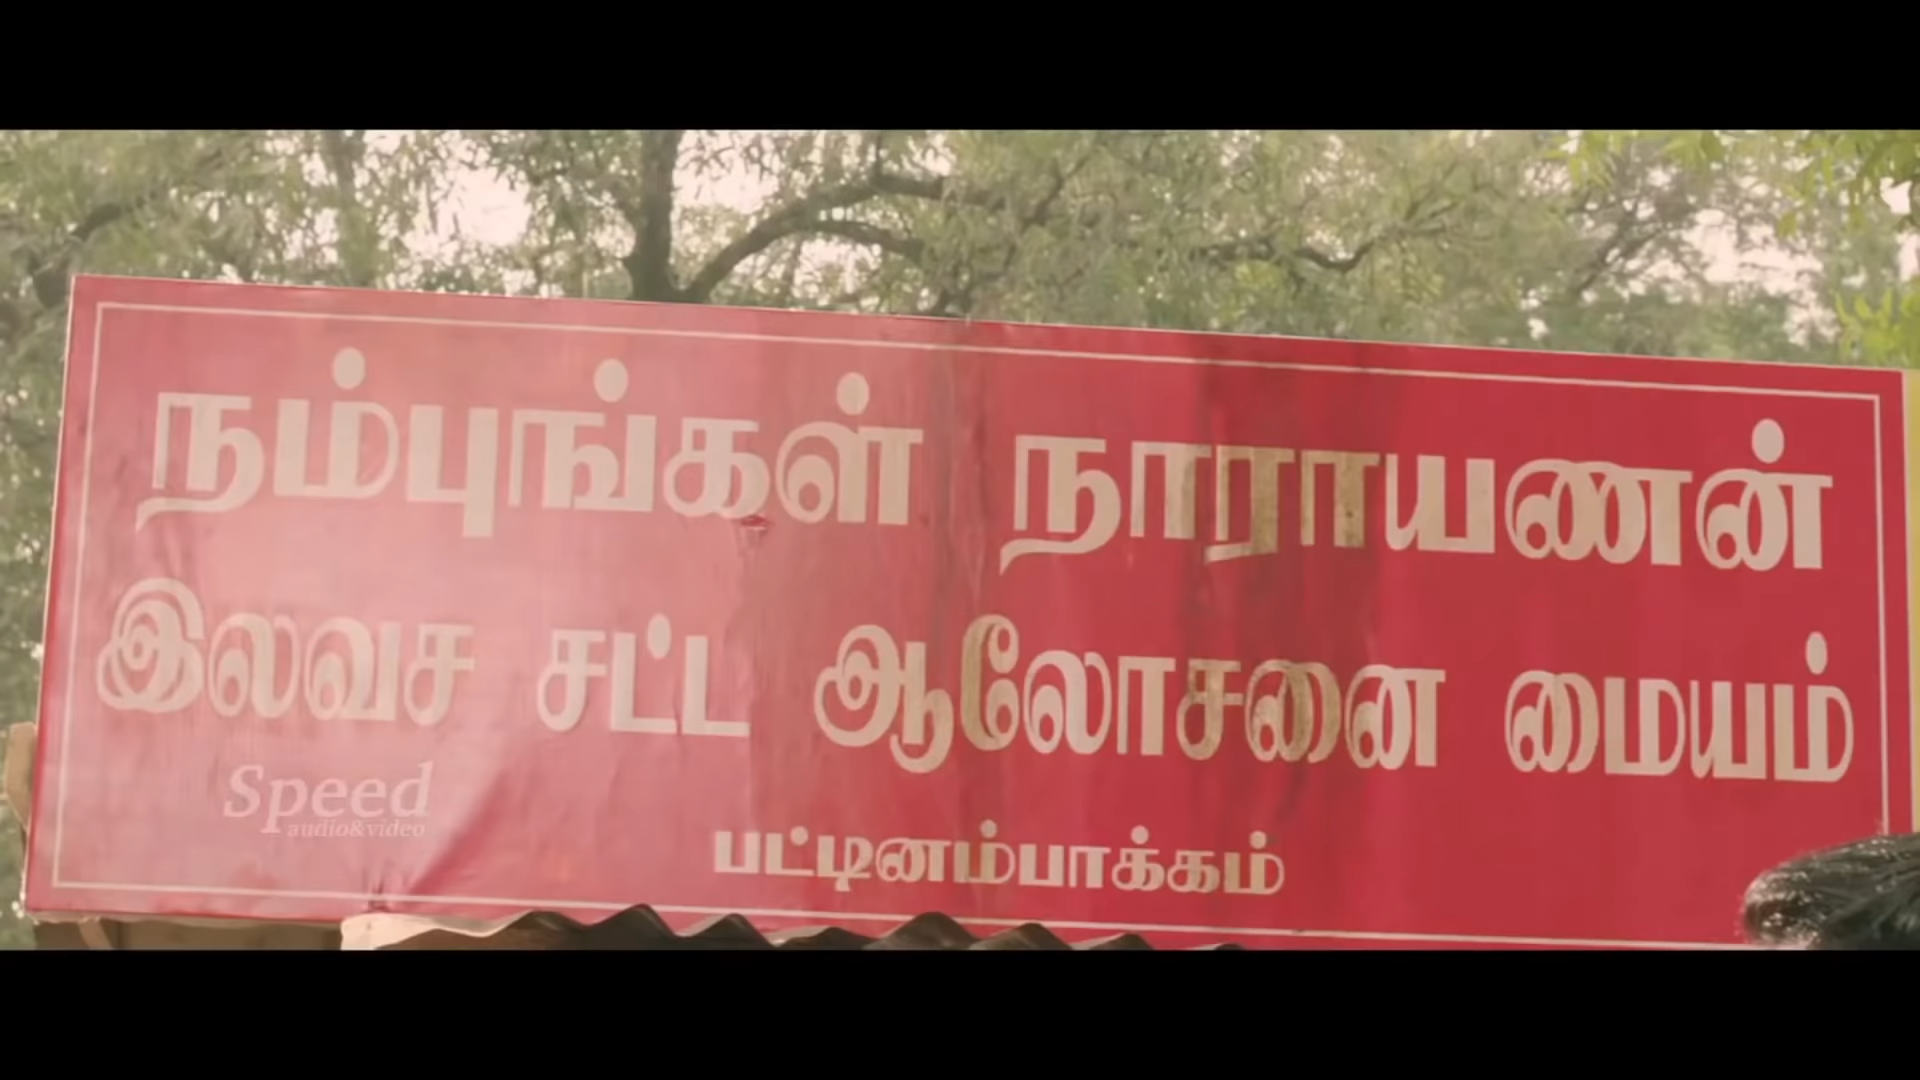 நம்புங்கள் நாராயணன்
இலவச சட்ட ஆலோசனை மையம்
Speed
audio&video
பட்டினம்பாக்கம்